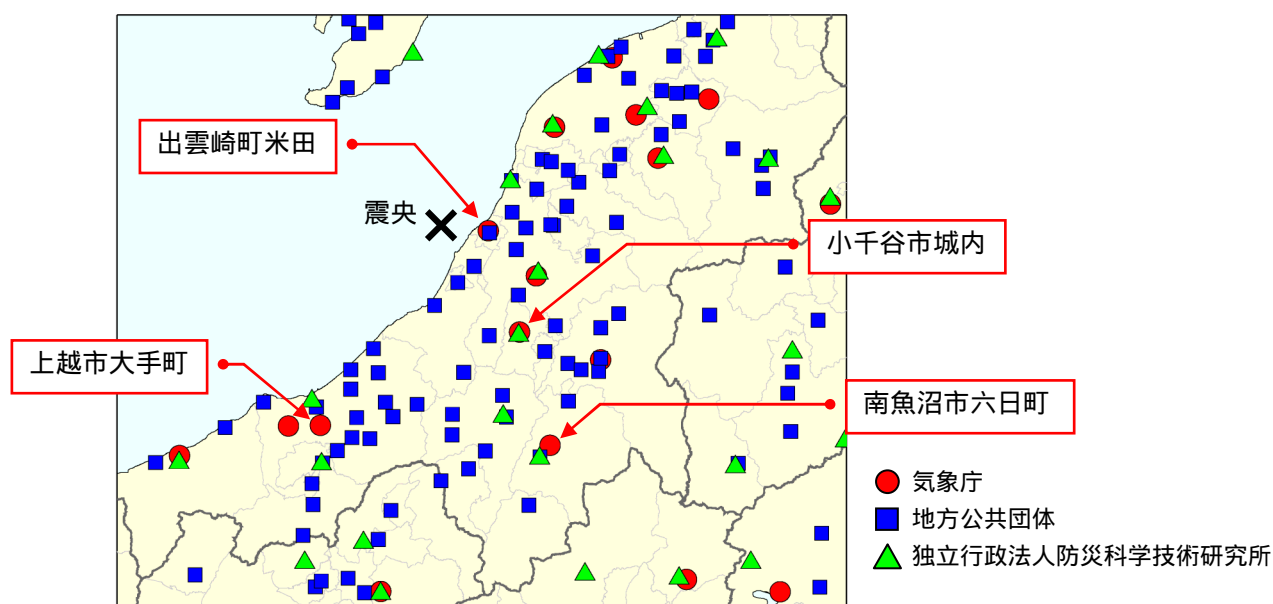 出雲崎町米田
震央
小千谷市城内
上越市大手町
南魚沼市六日町
気象庁
地方公共団体
独立行政法人防災科学技術研究所